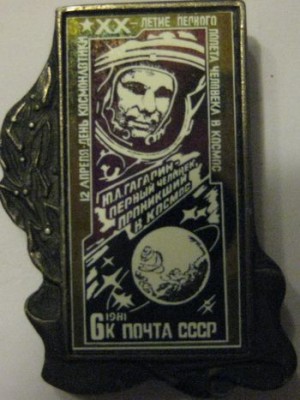 12 АПРЕЛЯ-ДЕНЬ КОСМОНАВТИКИ
★XX-ЛЕТИЕ ПЕРВОГО
ПОЛЕТА ЧЕЛОВЕКА В КОСМОС
Ю.А.ГАГАРИН-
ПЕРВЫЙ ЧЕЛОВЕК,
ПРОНИКШИЙ
В КОСМОС
1981
6К ПОЧТА СССР